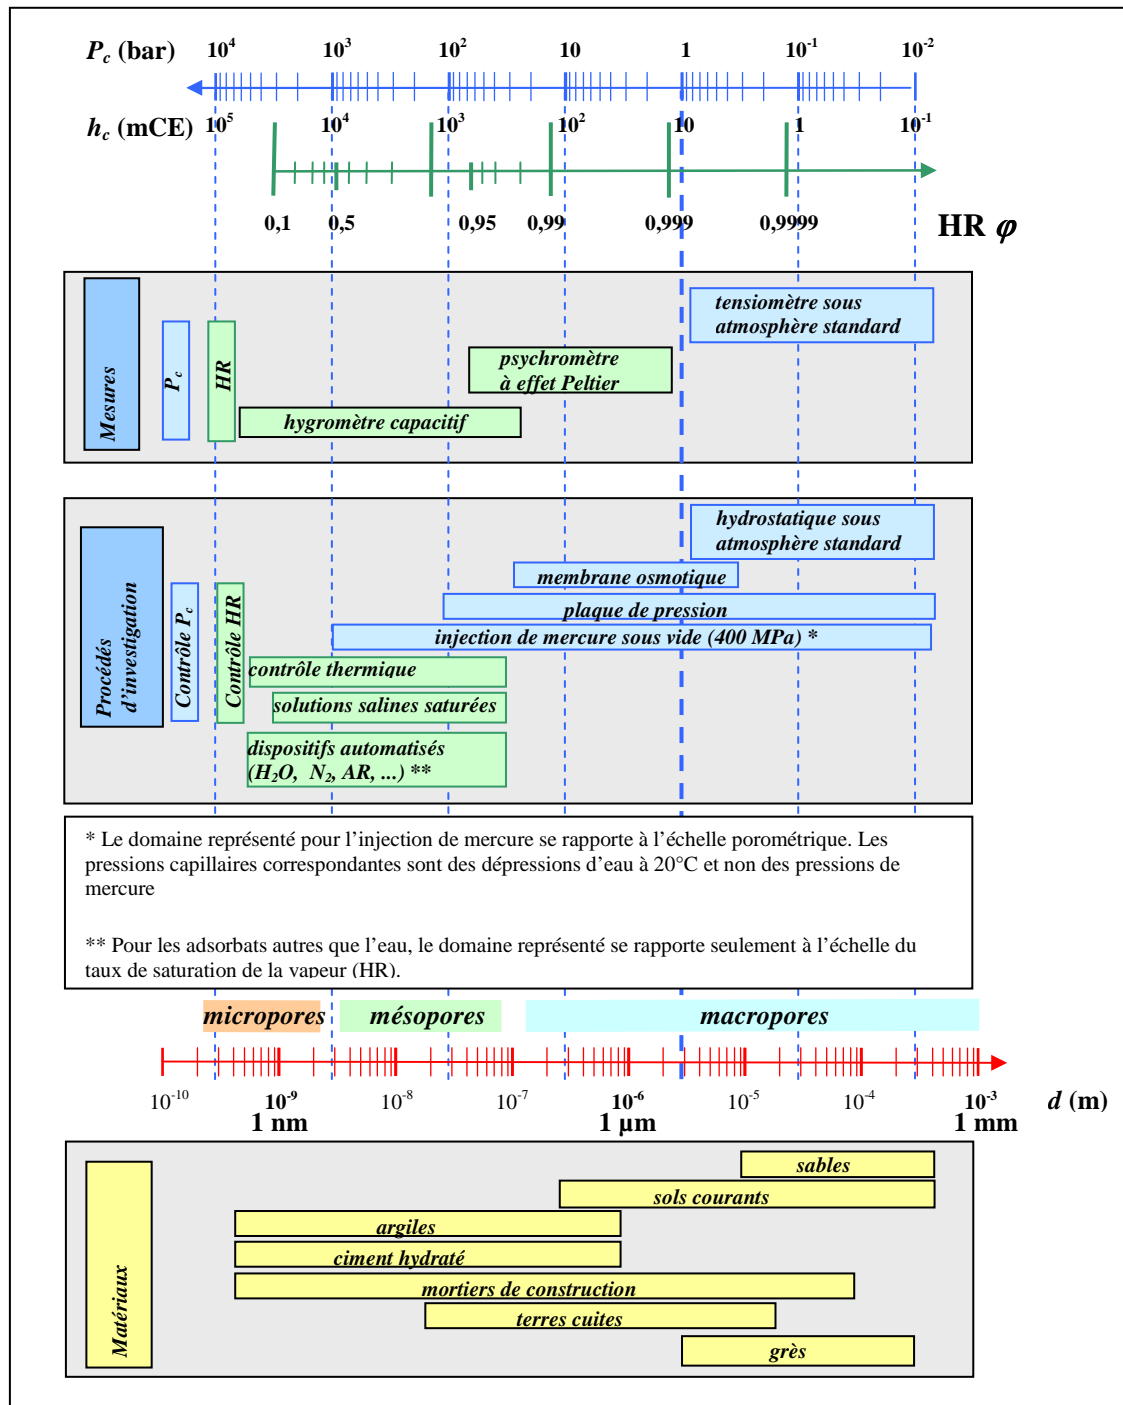 P_c (bar) 10⁴ 10³ 10² 10 1 10⁻¹ 10⁻²
h_c (mCE) 10⁵ 10⁴ 10³ 10² 10 1 10⁻¹
0,1 0,5 0,95 0,99 0,999 0,9999 HR φ
Mesures
P_c
HR
tensiomètre sous
atmosphère standard
psychromètre
à effet Peltier
hygromètre capacitif
Procédés
d'investigation
Contrôle P_c
Contrôle HR
hydrostatique sous
atmosphère standard
membrane osmotique
plaque de pression
injection de mercure sous vide (400 MPa) *
contrôle thermique
solutions salines saturées
dispositifs automatisés
(H₂O, N₂, AR, ...) **
* Le domaine représenté pour l'injection de mercure se rapporte à l'échelle porométrique. Les
pressions capillaires correspondantes sont des dépressions d'eau à 20°C et non des pressions de
mercure
** Pour les adsorbats autres que l'eau, le domaine représenté se rapporte seulement à l'échelle du
taux de saturation de la vapeur (HR).
micropores mésopores macropores
10⁻¹⁰ 10⁻⁹ 10⁻⁸ 10⁻⁷ 10⁻⁶ 10⁻⁵ 10⁻⁴ 10⁻³ d (m)
1 nm 1 µm 1 mm
Matériaux
sables
sols courants
argiles
ciment hydraté
mortiers de construction
terres cuites
grès